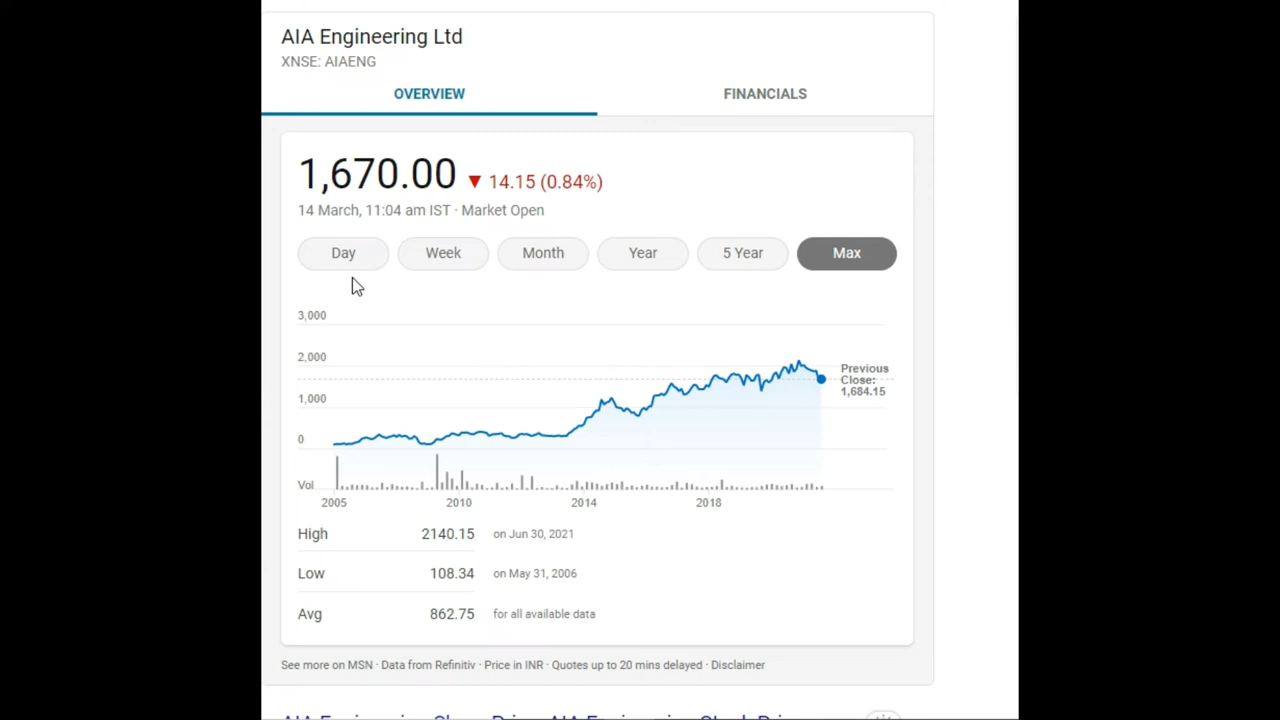 AIA Engineering Ltd
XNSE: AIAENG
OVERVIEW FINANCIALS
1,670.00 ▼ 14.15 (0.84%)
14 March, 11:04 am IST · Market Open
Day Week Month Year 5 Year Max
3,000
2,000
1,000
0
Previous
Close:
1,684.15
Vol
2005 2010 2014 2018
High 2140.15 on Jun 30, 2021
Low 108.34 on May 31, 2006
Avg 862.75 for all available data
See more on MSN · Data from Refinitiv · Price in INR · Quotes up to 20 mins delayed · Disclaimer